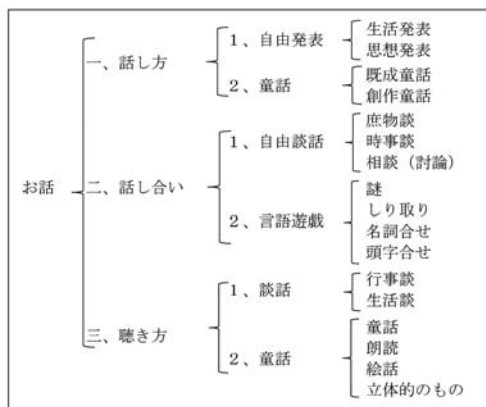 お話
一、話し方
1、自由発表
生活発表
思想発表
2、童話
既成童話
創作童話
二、話し合い
1、自由談話
庶物談
時事談
相談（討論）
2、言語遊戯
謎
しり取り
名詞合せ
頭字合せ
三、聴き方
1、談話
行事談
生活談
2、童話
童話
朗読
絵話
立体的のもの